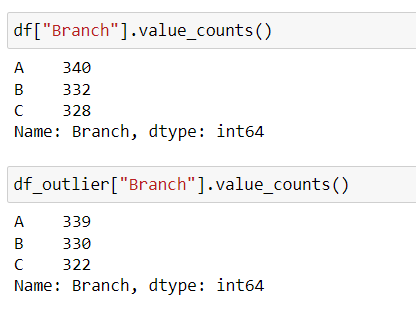 df["Branch"].value_counts()
A    340
B    332
C    328
Name: Branch, dtype: int64
df_outlier["Branch"].value_counts()
A    339
B    330
C    322
Name: Branch, dtype: int64